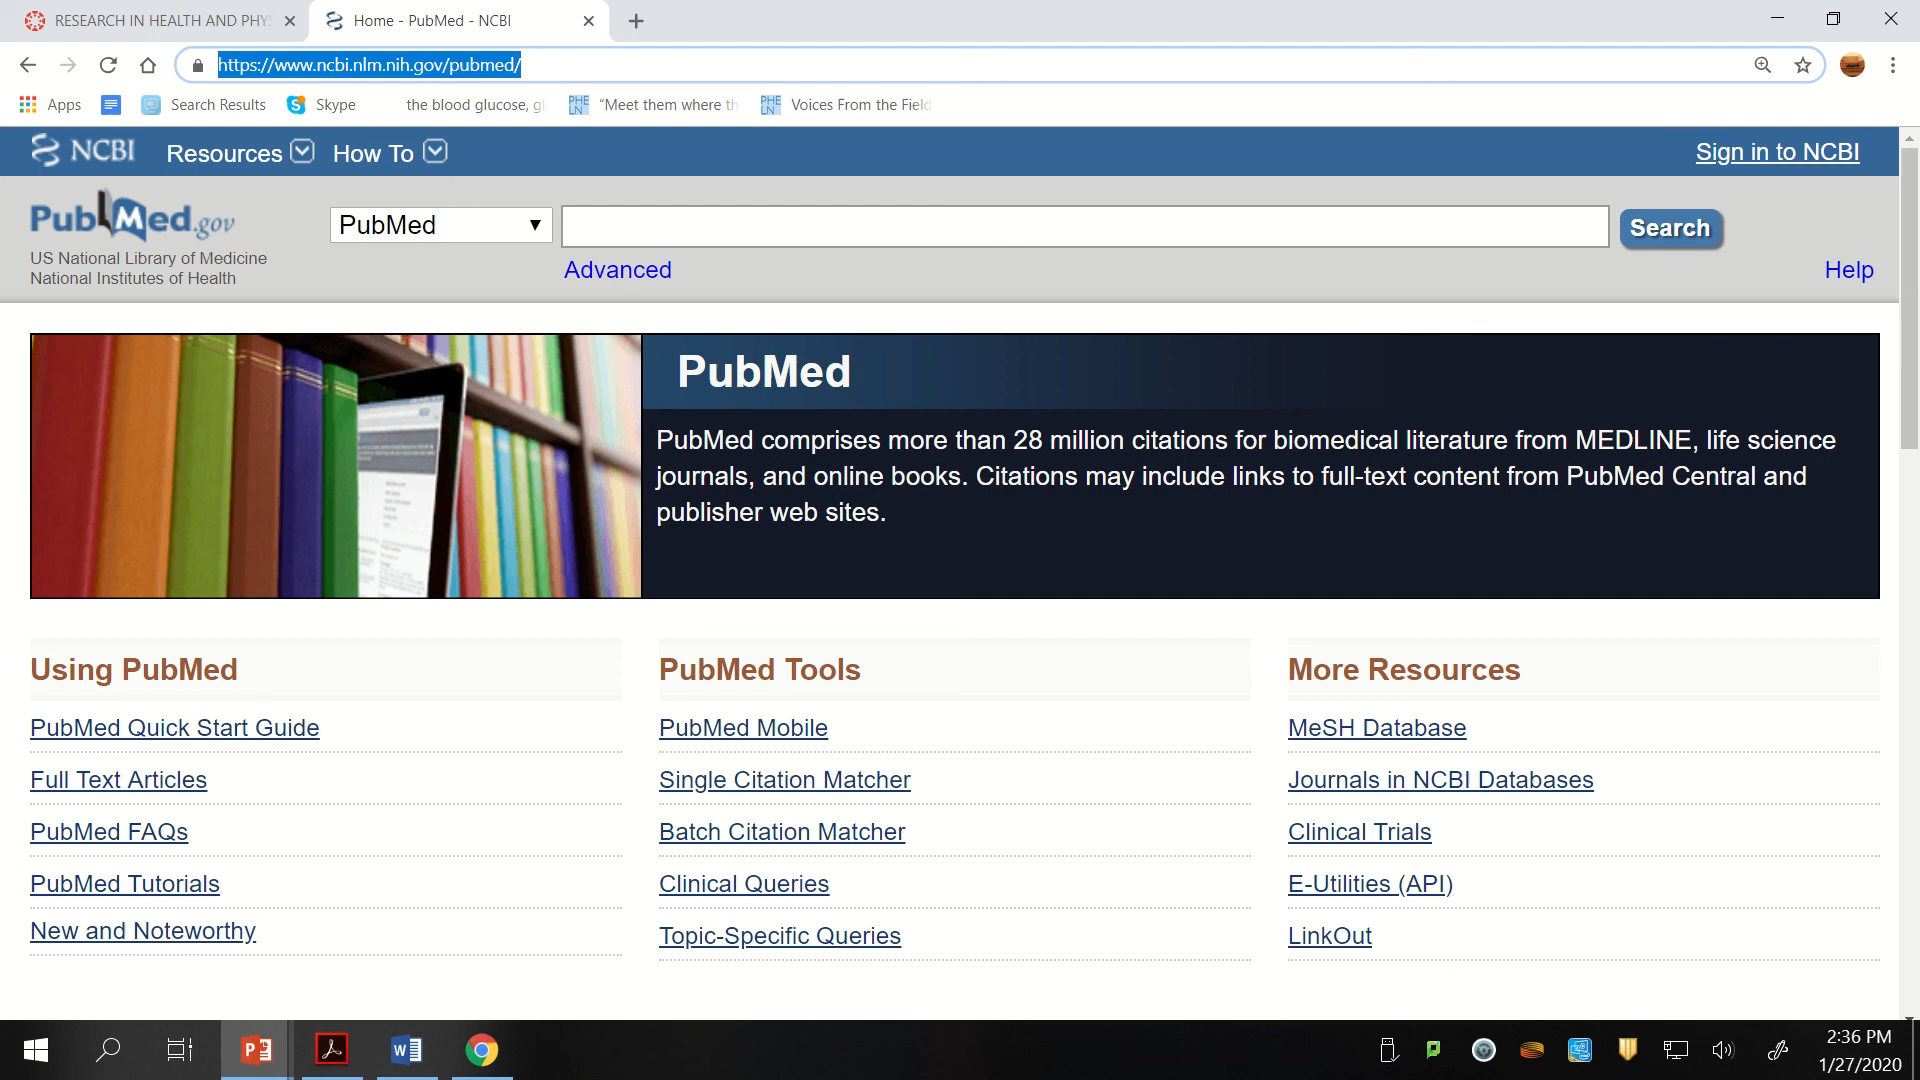 RESEARCH IN HEALTH AND PHYS
Home - PubMed - NCBI
https://www.ncbi.nlm.nih.gov/pubmed/
Apps
Search Results
Skype
the blood glucose, gl
"Meet them where th
Voices From the Field
NCBI
Resources
How To
Sign in to NCBI
PubMed.gov
US National Library of Medicine
National Institutes of Health
PubMed
Search
Advanced
Help
PubMed
PubMed comprises more than 28 million citations for biomedical literature from MEDLINE, life science
journals, and online books. Citations may include links to full-text content from PubMed Central and
publisher web sites.
Using PubMed
PubMed Quick Start Guide
Full Text Articles
PubMed FAQs
PubMed Tutorials
New and Noteworthy
PubMed Tools
PubMed Mobile
Single Citation Matcher
Batch Citation Matcher
Clinical Queries
Topic-Specific Queries
More Resources
MeSH Database
Journals in NCBI Databases
Clinical Trials
E-Utilities (API)
LinkOut
2:36 PM
1/27/2020